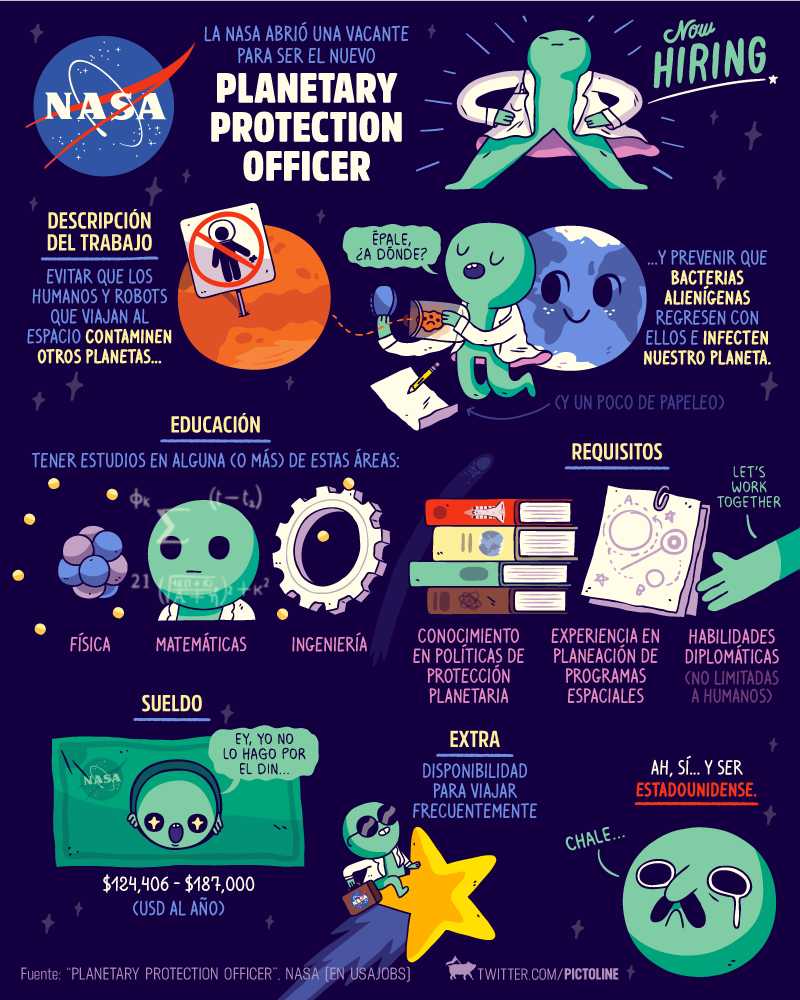 NASA
LA NASA ABRIÓ UNA VACANTE
PARA SER EL NUEVO
PLANETARY
PROTECTION
OFFICER
Now
HIRING
DESCRIPCIÓN
DEL TRABAJO
EVITAR QUE LOS
HUMANOS Y ROBOTS
QUE VIAJAN AL
ESPACIO CONTAMINEN
OTROS PLANETAS...
ÉPALE,
¿A DÓNDE?
...Y PREVENIR QUE
BACTERIAS
ALIENÍGENAS
REGRESEN CON
ELLOS E INFECTEN
NUESTRO PLANETA.
(Y UN POCO DE PAPELEO)
EDUCACIÓN
TENER ESTUDIOS EN ALGUNA (O MÁS) DE ESTAS ÁREAS:
Φκ
Σ
(t−t₂)
21
FÍSICA
MATEMÁTICAS
INGENIERÍA
REQUISITOS
LET'S
WORK
TOGETHER
A
B
CONOCIMIENTO
EN POLÍTICAS DE
PROTECCIÓN
PLANETARIA
EXPERIENCIA EN
PLANEACIÓN DE
PROGRAMAS
ESPACIALES
HABILIDADES
DIPLOMÁTICAS
(NO LIMITADAS
A HUMANOS)
SUELDO
NASA
EY, YO NO
LO HAGO POR
EL DIN...
$124,406 - $187,000
(USD AL AÑO)
EXTRA
DISPONIBILIDAD
PARA VIAJAR
FRECUENTEMENTE
NASA
AH, SÍ... Y SER
ESTADOUNIDENSE.
CHALE...
Fuente: "PLANETARY PROTECTION OFFICER", NASA (EN USAJOBS)
TWITTER.COM/PICTOLINE